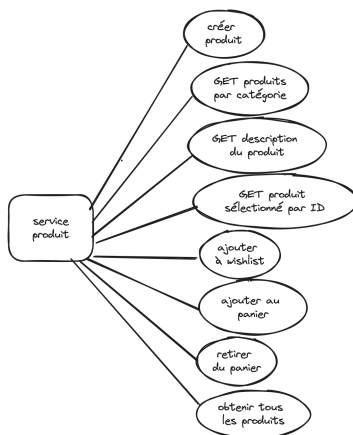 créer
produit
GET produits
par catégorie
GET description
du produit
GET produit
sélectionné par ID
service
produit
ajouter
à wishlist
ajouter au
panier
retirer
du panier
obtenir tous
les produits